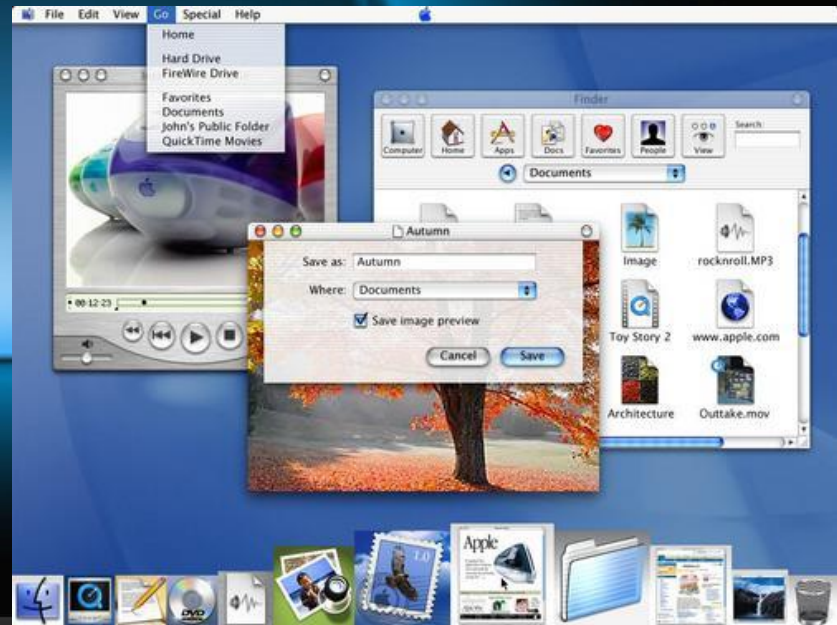 File Edit View Go Special Help
Home
Hard Drive
FireWire Drive
Favorites
Documents
John's Public Folder
QuickTime Movies
00:12:23
Finder
Computer Home Apps Docs Favorites People View Search:
Documents
Image rocknroll.MP3
Toy Story 2 www.apple.com
Architecture Outtake.mov
Autumn
Save as: Autumn
Where: Documents
Save image preview
Cancel Save
1.0
Apple
DVD